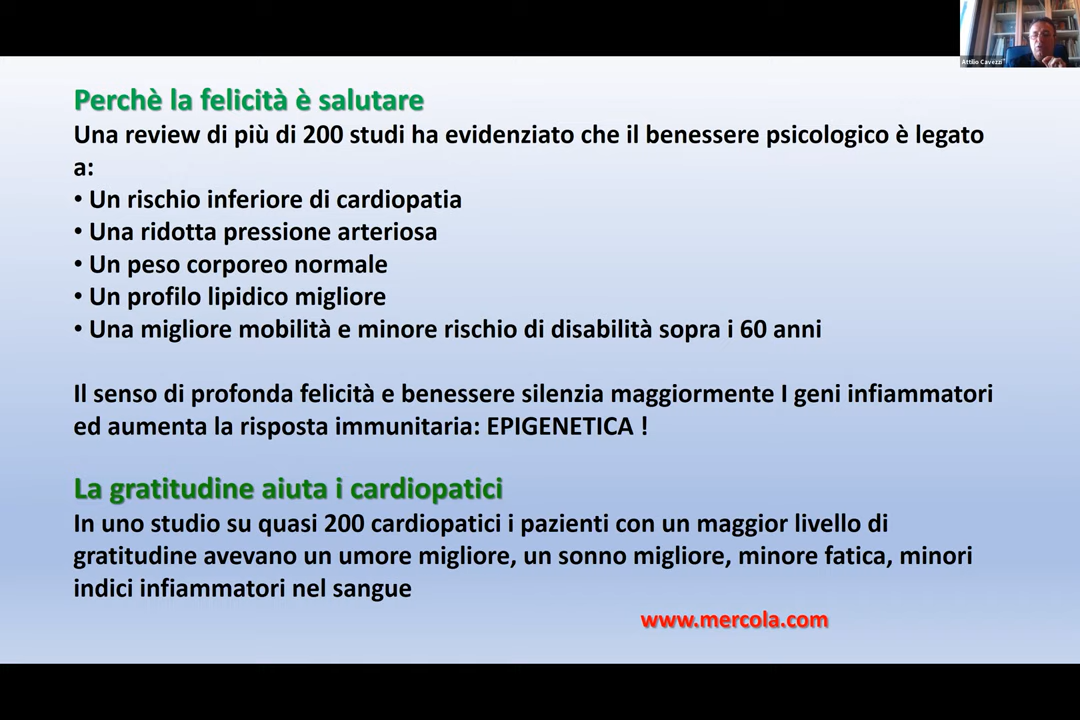 Attilio Cavezzi
Perchè la felicità è salutare
Una review di più di 200 studi ha evidenziato che il benessere psicologico è legato
a:
• Un rischio inferiore di cardiopatia
• Una ridotta pressione arteriosa
• Un peso corporeo normale
• Un profilo lipidico migliore
• Una migliore mobilità e minore rischio di disabilità sopra i 60 anni
Il senso di profonda felicità e benessere silenzia maggiormente I geni infiammatori
ed aumenta la risposta immunitaria: EPIGENETICA !
La gratitudine aiuta i cardiopatici
In uno studio su quasi 200 cardiopatici i pazienti con un maggior livello di
gratitudine avevano un umore migliore, un sonno migliore, minore fatica, minori
indici infiammatori nel sangue
www.mercola.com